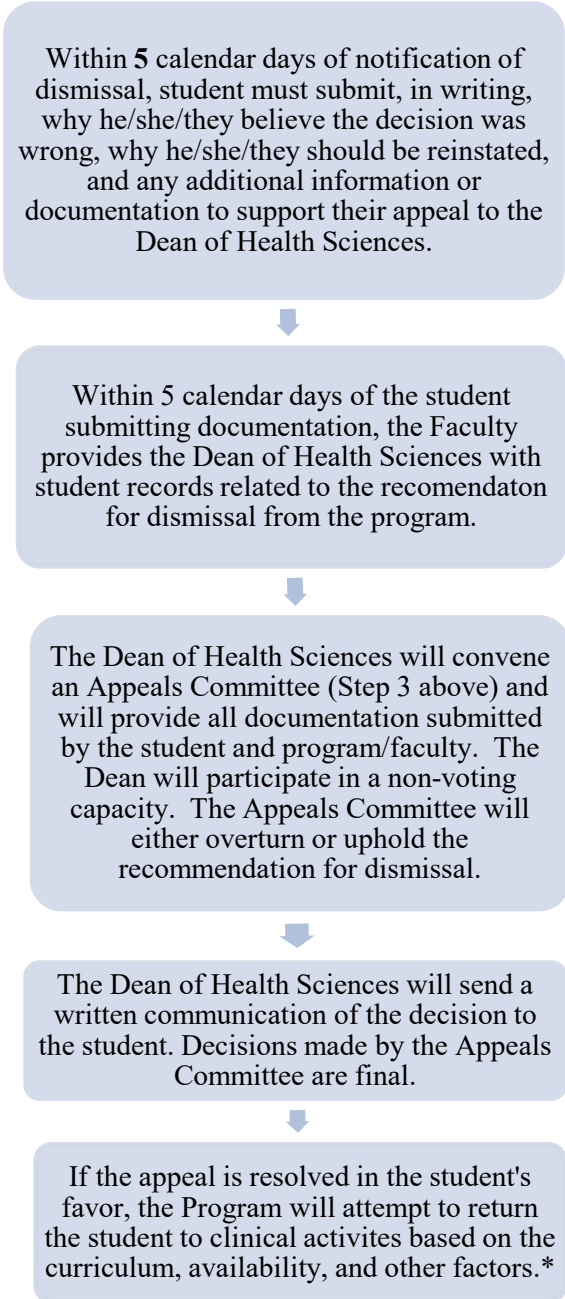 Within 5 calendar days of notification of
dismissal, student must submit, in writing,
why he/she/they believe the decision was
wrong, why he/she/they should be reinstated,
and any additional information or
documentation to support their appeal to the
Dean of Health Sciences.
Within 5 calendar days of the student
submitting documentation, the Faculty
provides the Dean of Health Sciences with
student records related to the recomendaton
for dismissal from the program.
The Dean of Health Sciences will convene
an Appeals Committee (Step 3 above) and
will provide all documentation submitted
by the student and program/faculty.  The
Dean will participate in a non-voting
capacity.  The Appeals Committee will
either overturn or uphold the
recommendation for dismissal.
The Dean of Health Sciences will send a
written communication of the decision to
the student. Decisions made by the Appeals
Committee are final.
If the appeal is resolved in the student's
favor, the Program will attempt to return
the student to clinical activites based on the
curriculum, availability, and other factors.*